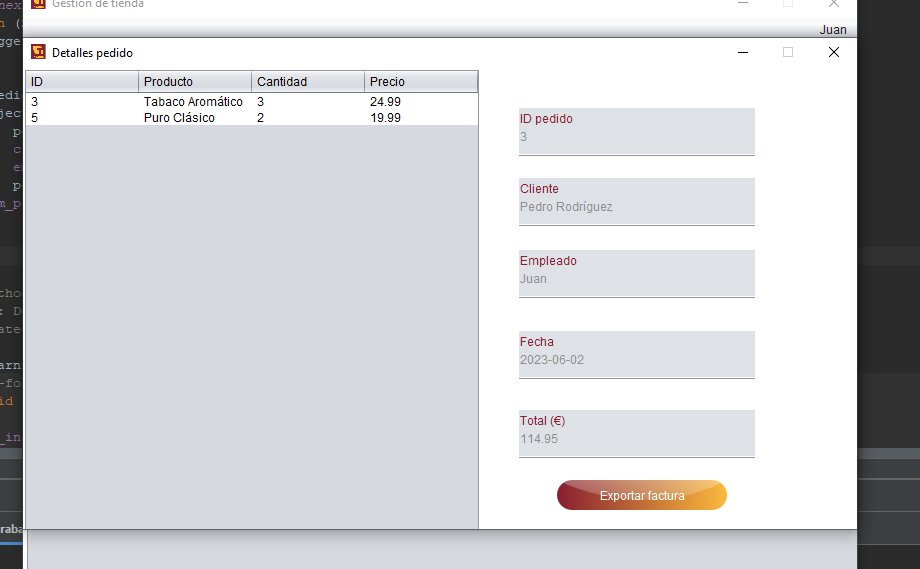 Gestión de tienda
Juan
Detalles pedido
ID Producto Cantidad Precio
3 Tabaco Aromático 3 24.99
5 Puro Clásico 2 19.99
ID pedido
3
Cliente
Pedro Rodríguez
Empleado
Juan
Fecha
2023-06-02
Total (€)
114.95
Exportar factura